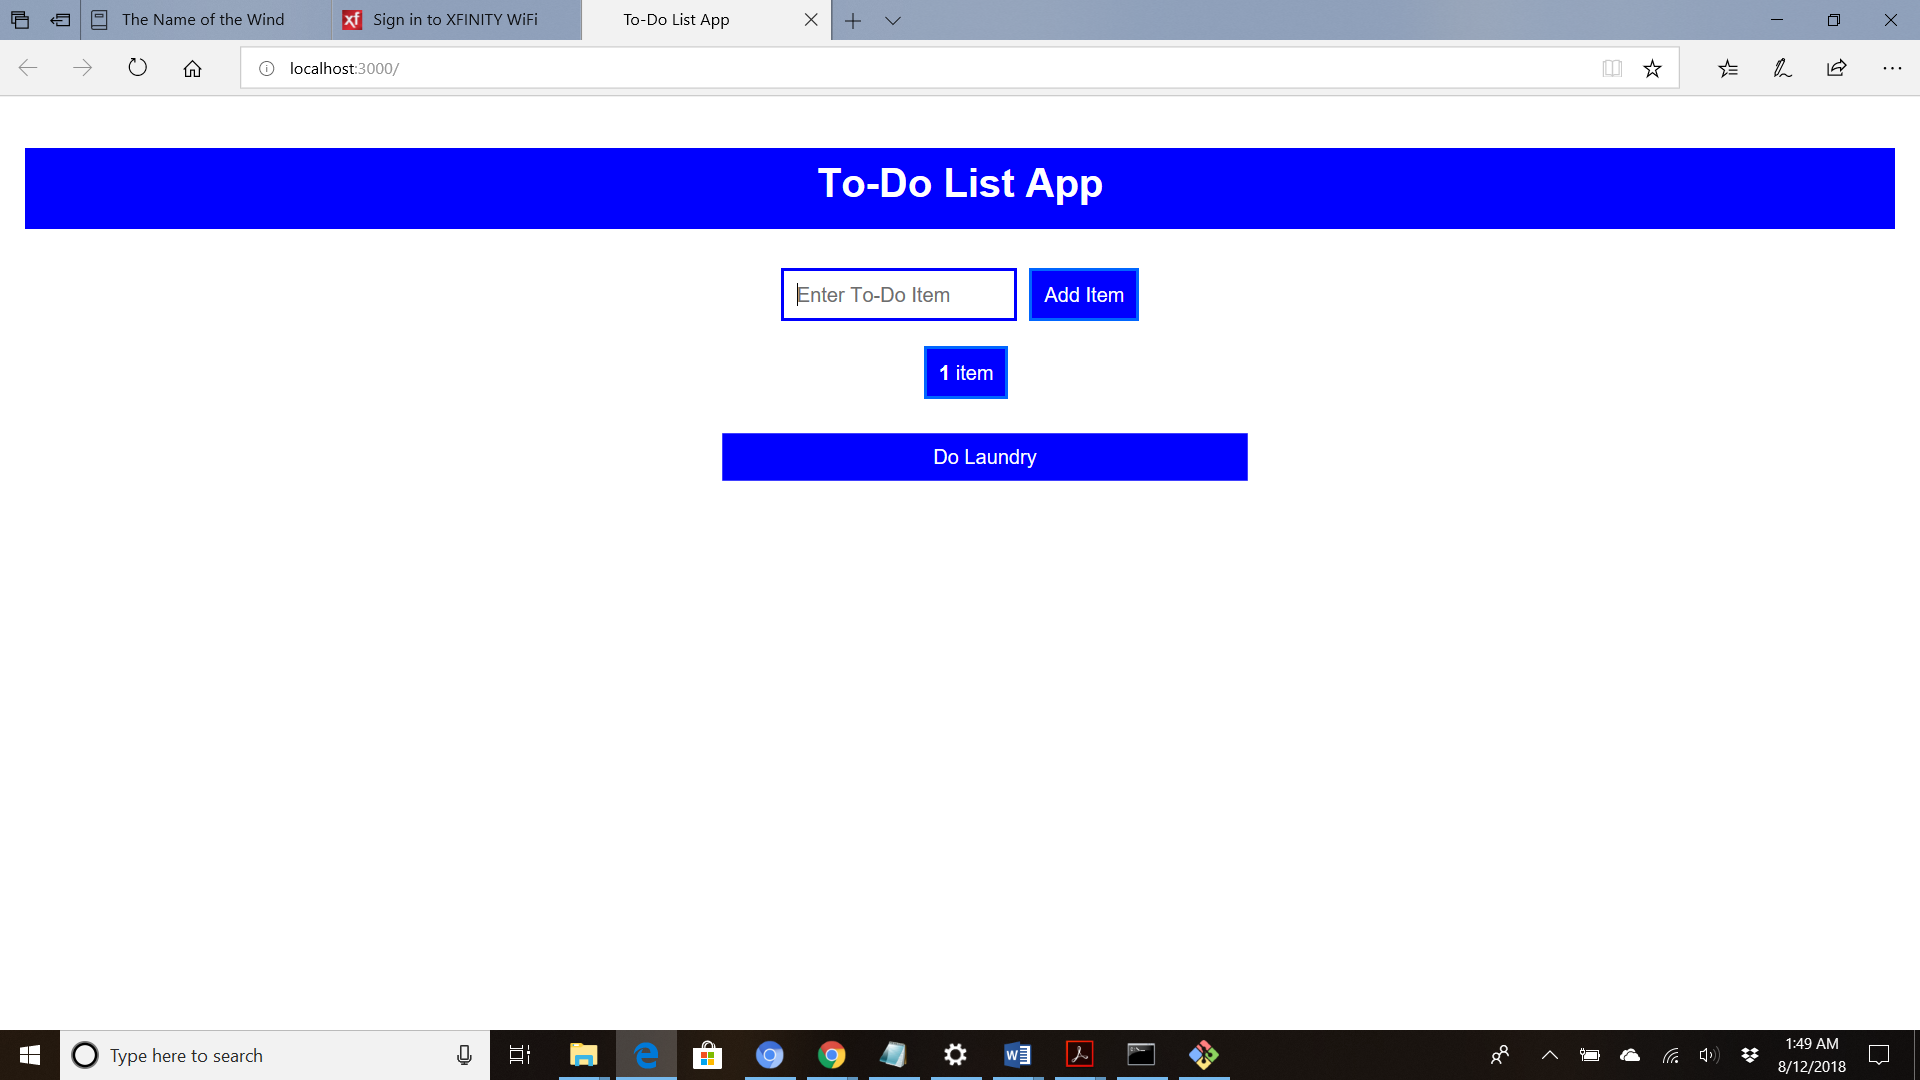 The Name of the Wind
xf Sign in to XFINITY WiFi
To-Do List App
localhost:3000/
To-Do List App
Enter To-Do Item
Add Item
1 item
Do Laundry
Type here to search
1:49 AM
8/12/2018